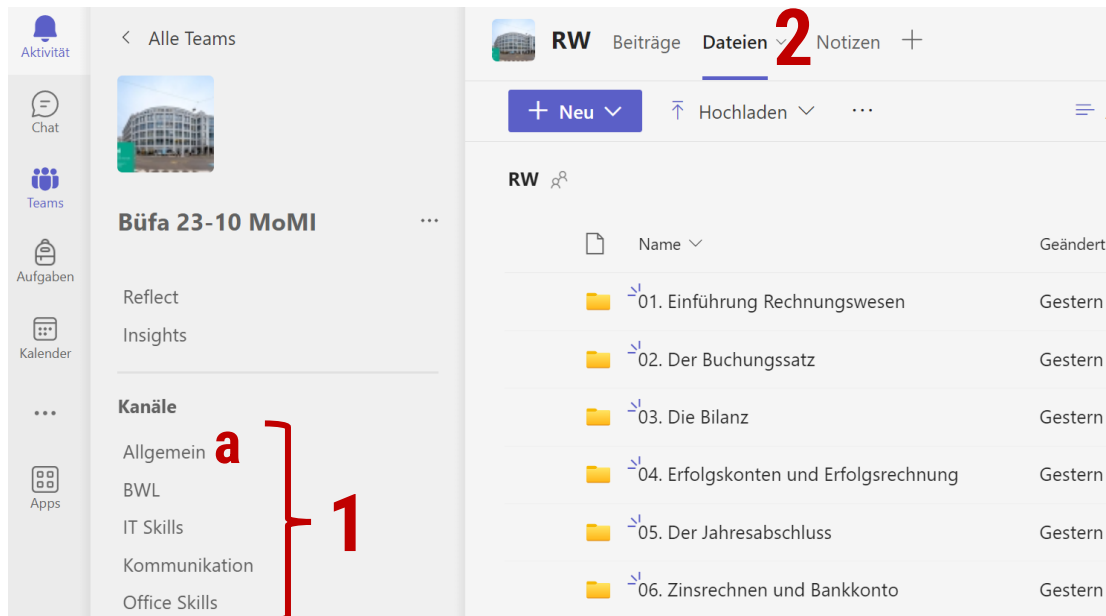 Aktivität
Chat
Teams
Aufgaben
Kalender
Apps
Alle Teams
Büfa 23-10 MoMI
Reflect
Insights
Kanäle
Allgemein a
BWL
IT Skills
Kommunikation
Office Skills
1
RW Beiträge Dateien 2 Notizen
+ Neu Hochladen ...
RW
Name Geändert
01. Einführung Rechnungswesen Gestern
02. Der Buchungssatz Gestern
03. Die Bilanz Gestern
04. Erfolgskonten und Erfolgsrechnung Gestern
05. Der Jahresabschluss Gestern
06. Zinsrechnen und Bankkonto Gestern